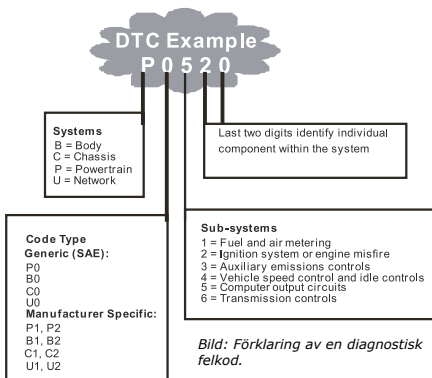 DTC Example
P 0 5 2 0
Systems
B = Body
C = Chassis
P = Powertrain
U = Network
Last two digits identify individual
component within the system
Code Type
Generic (SAE):
P0
B0
C0
U0
Manufacturer Specific:
P1, P2
B1, B2
C1, C2
U1, U2
Sub-systems
1 = Fuel and air metering
2 = Ignition system or engine misfire
3 = Auxiliary emissions controls
4 = Vehicle speed control and idle controls
5 = Computer output circuits
6 = Transmission controls
Bild: Förklaring av en diagnostisk
felkod.